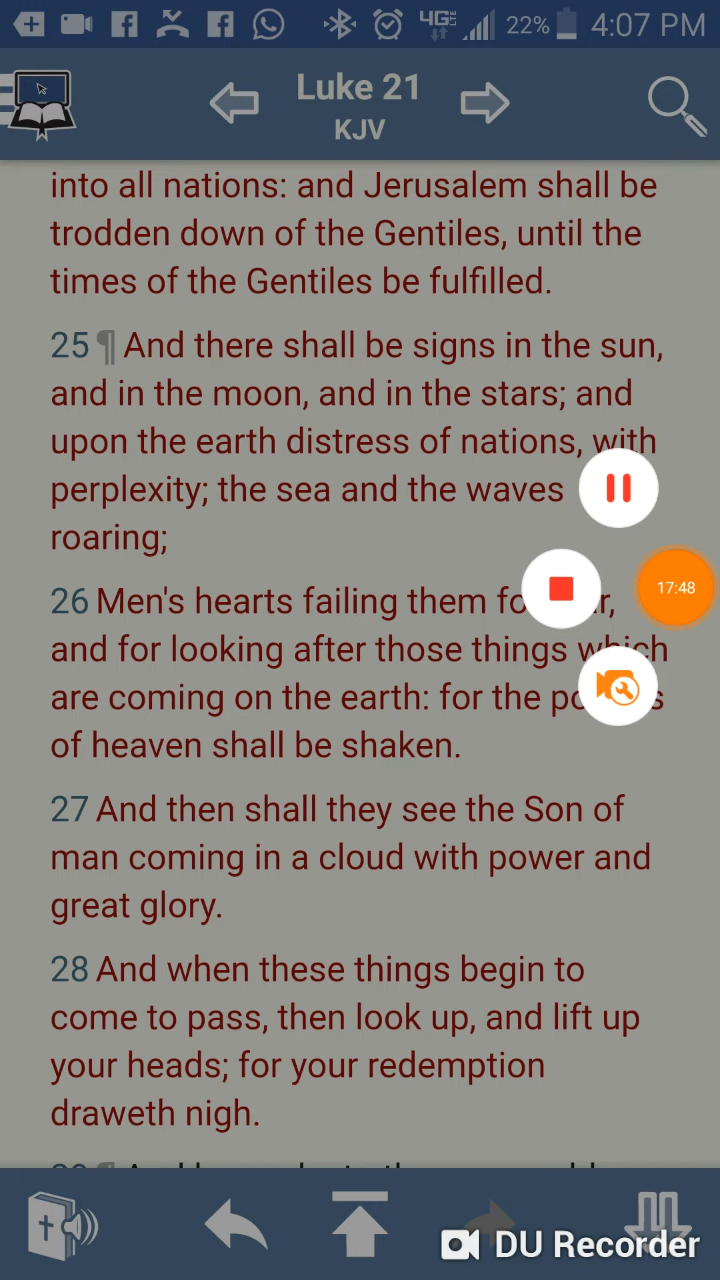 4G LTE 22% 4:07 PM
Luke 21
KJV
into all nations: and Jerusalem shall be
trodden down of the Gentiles, until the
times of the Gentiles be fulfilled.
25 ¶ And there shall be signs in the sun,
and in the moon, and in the stars; and
upon the earth distress of nations, with
perplexity; the sea and the waves
roaring;
17:48
26 Men's hearts failing them
and for looking after those things which
are coming on the earth: for the
of heaven shall be shaken.
27 And then shall they see the Son of
man coming in a cloud with power and
great glory.
28 And when these things begin to
come to pass, then look up, and lift up
your heads; for your redemption
draweth nigh.
DU Recorder